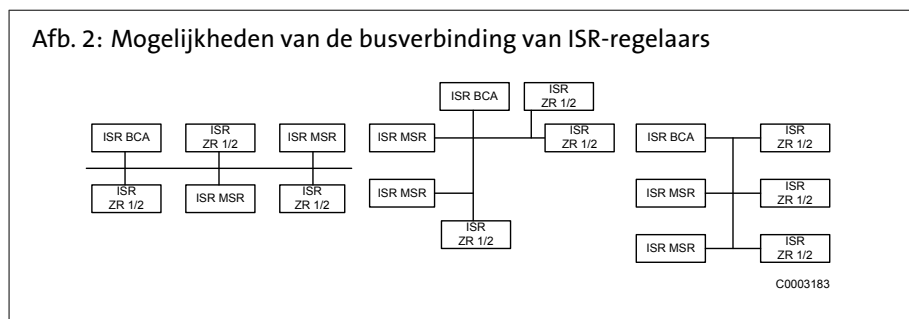 Afb. 2: Mogelijkheden van de busverbinding van ISR-regelaars
ISR BCA
ISR
ZR 1/2
ISR MSR
ISR
ZR 1/2
ISR MSR
ISR
ZR 1/2
ISR BCA
ISR
ZR 1/2
ISR MSR
ISR
ZR 1/2
ISR MSR
ISR
ZR 1/2
ISR BCA
ISR
ZR 1/2
ISR MSR
ISR
ZR 1/2
ISR MSR
ISR
ZR 1/2
C0003183